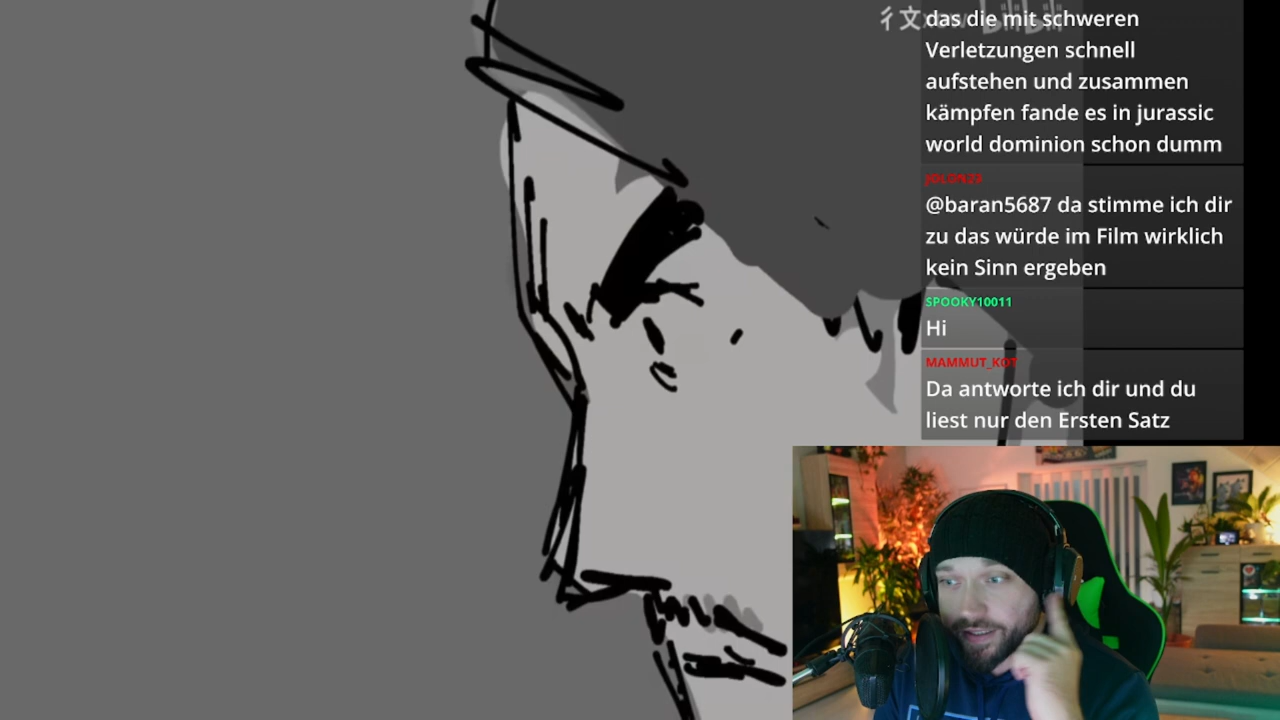 das die mit schweren
Verletzungen schnell
aufstehen und zusammen
kämpfen fande es in jurassic
world dominion schon dumm
@baran5687 da stimme ich dir
zu das würde im Film wirklich
kein Sinn ergeben
SPOOKY10011
Hi
MAMMUT_KOT
Da antworte ich dir und du
liest nur den Ersten Satz